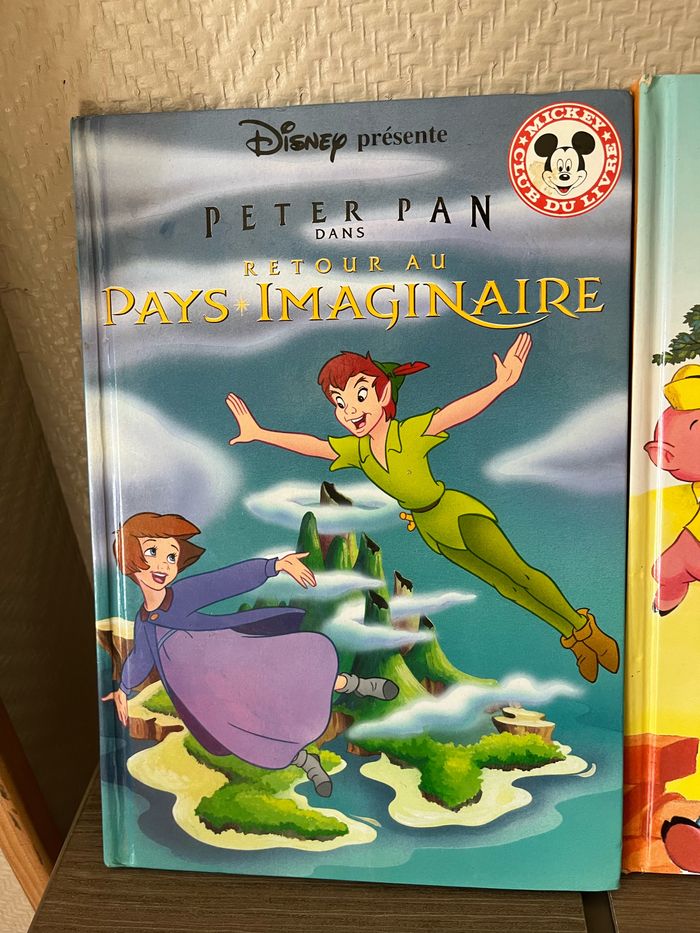 Disney présente
MICKEY
CLUB DU LIVRE
PETER PAN
DANS
RETOUR AU
PAYS IMAGINAIRE